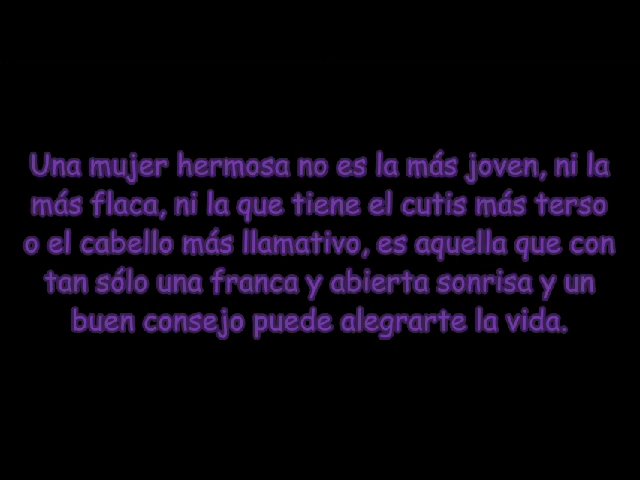 Una mujer hermosa no es la más joven, ni la
más flaca, ni la que tiene el cutis más terso
o el cabello más llamativo, es aquella que con
tan sólo una franca y abierta sonrisa y un
buen consejo puede alegrarte la vida.